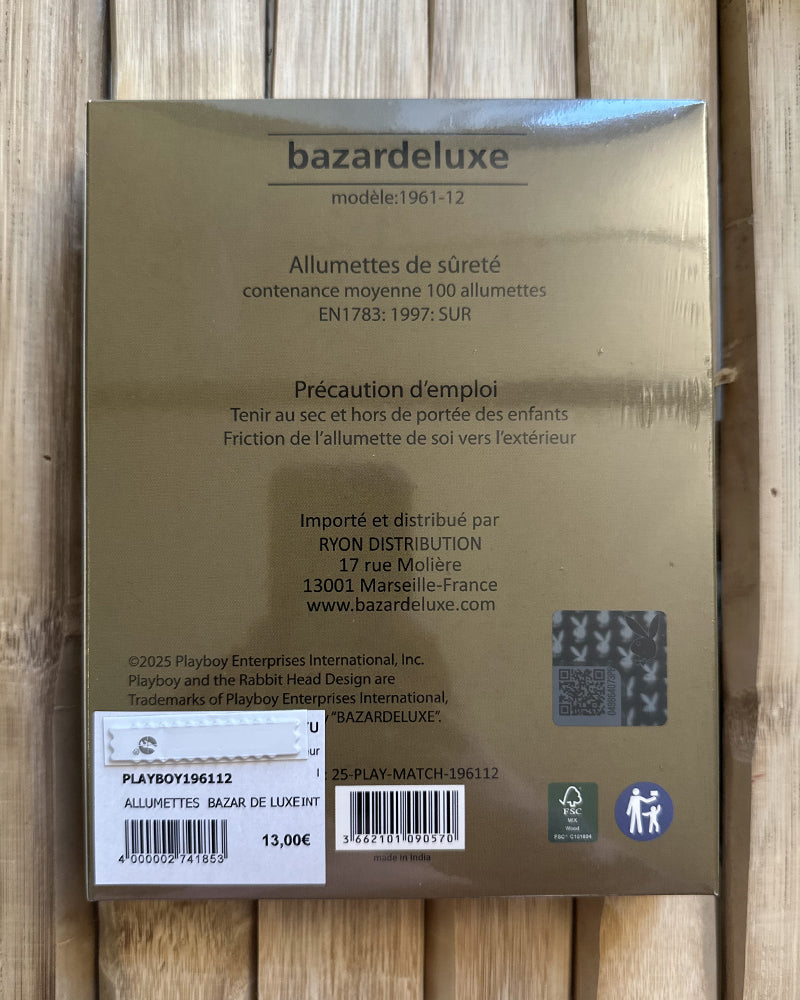 bazardeluxe
modèle:1961-12
Allumettes de sûreté
contenance moyenne 100 allumettes
EN1783: 1997: SUR
Précaution d'emploi
Tenir au sec et hors de portée des enfants
Friction de l'allumette de soi vers l'extérieur
Importé et distribué par
RYON DISTRIBUTION
17 rue Molière
13001 Marseille-France
www.bazardeluxe.com
©2025 Playboy Enterprises International, Inc.
Playboy and the Rabbit Head Design are
Trademarks of Playboy Enterprises International,
"BAZARDELUXE".
: 25-PLAY-MATCH-196112
PLAYBOY196112
ALLUMETTES BAZAR DE LUXE INT
13,00€
4 000002 741853
3 662101 090570
made in India
FSC
MIX
Wood